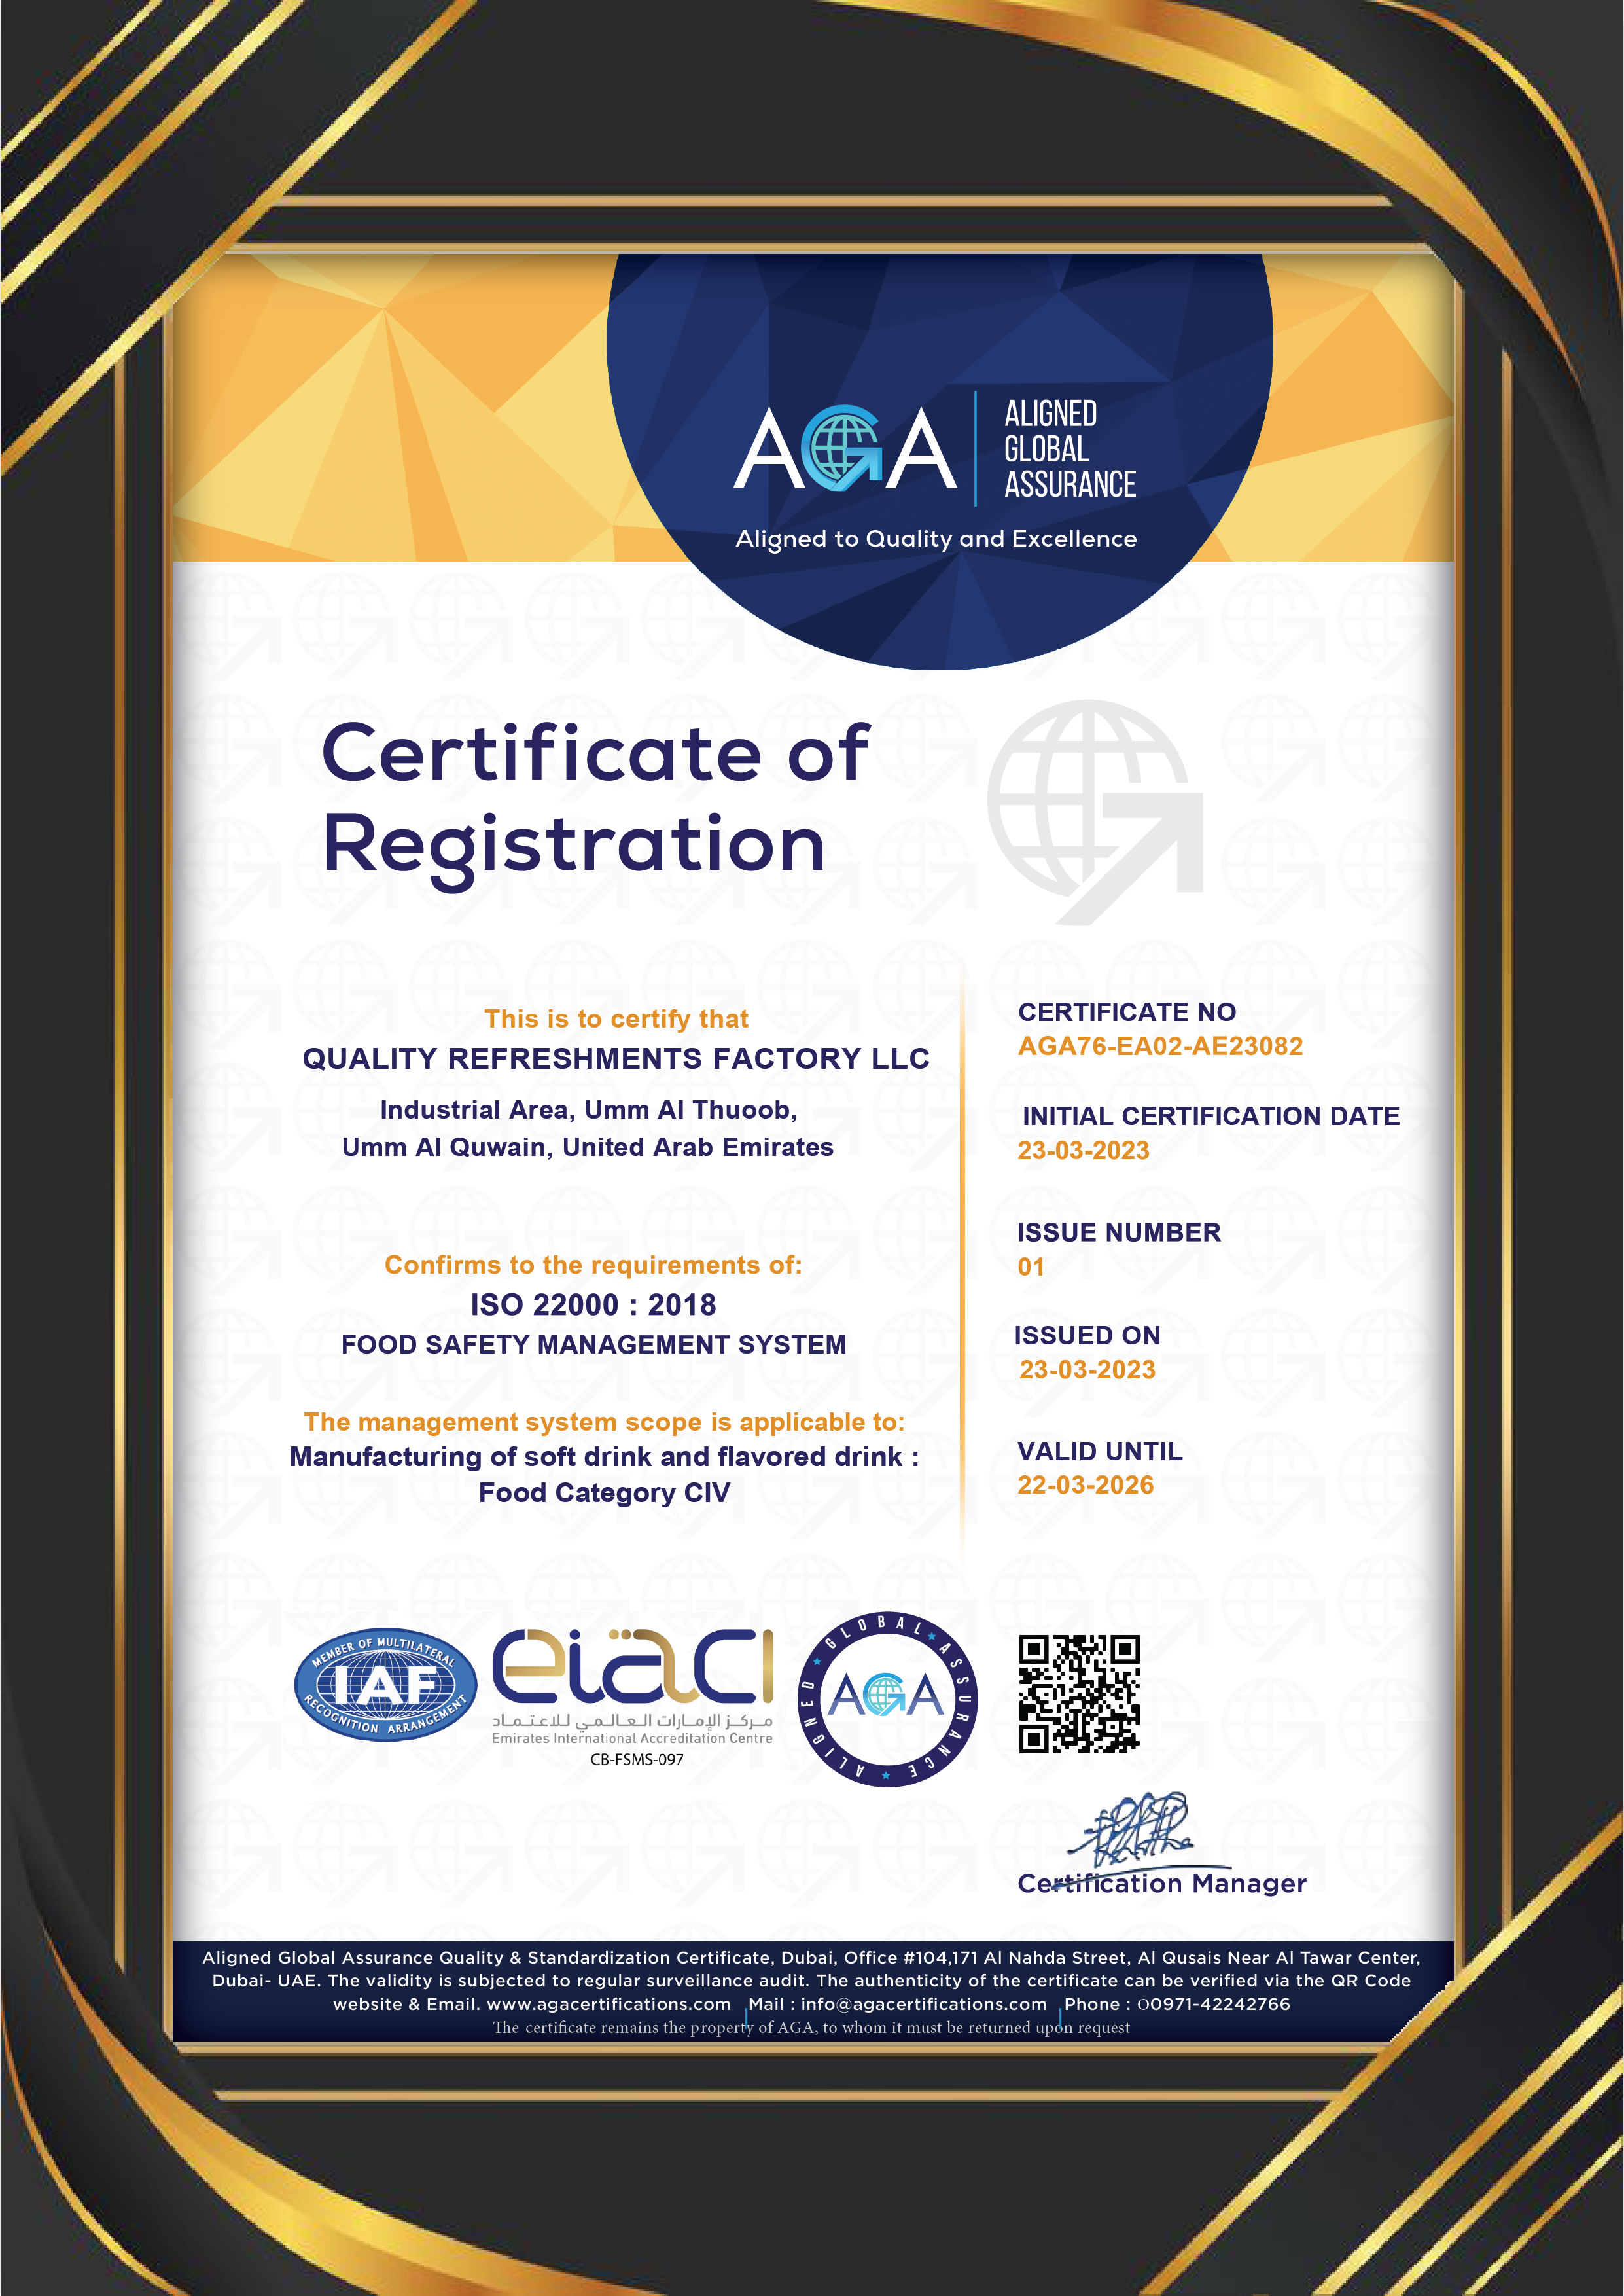 AGA
ALIGNED
GLOBAL
ASSURANCE
Aligned to Quality and Excellence
Certificate of
Registration
This is to certify that
QUALITY REFRESHMENTS FACTORY LLC
Industrial Area, Umm Al Thuoob,
Umm Al Quwain, United Arab Emirates
Confirms to the requirements of:
ISO 22000 : 2018
FOOD SAFETY MANAGEMENT SYSTEM
The management system scope is applicable to:
Manufacturing of soft drink and flavored drink :
Food Category CIV
CERTIFICATE NO
AGA76-EA02-AE23082
INITIAL CERTIFICATION DATE
23-03-2023
ISSUE NUMBER
01
ISSUED ON
23-03-2023
VALID UNTIL
22-03-2026
MEMBER OF MULTILATERAL
IAF
RECOGNITION ARRANGEMENT
eiaci
مركز الإمارات العالمي للاعتماد
Emirates International Accreditation Centre
CB-FSMS-097
ALIGNED GLOBAL ASSURANCE
AGA
Certification Manager
Aligned Global Assurance Quality & Standardization Certificate, Dubai, Office #104,171 Al Nahda Street, Al Qusais Near Al Tawar Center,
Dubai- UAE. The validity is subjected to regular surveillance audit. The authenticity of the certificate can be verified via the QR Code
website & Email. www.agacertifications.com Mail : info@agacertifications.com Phone : 00971-42242766
The certificate remains the property of AGA, to whom it must be returned upon request